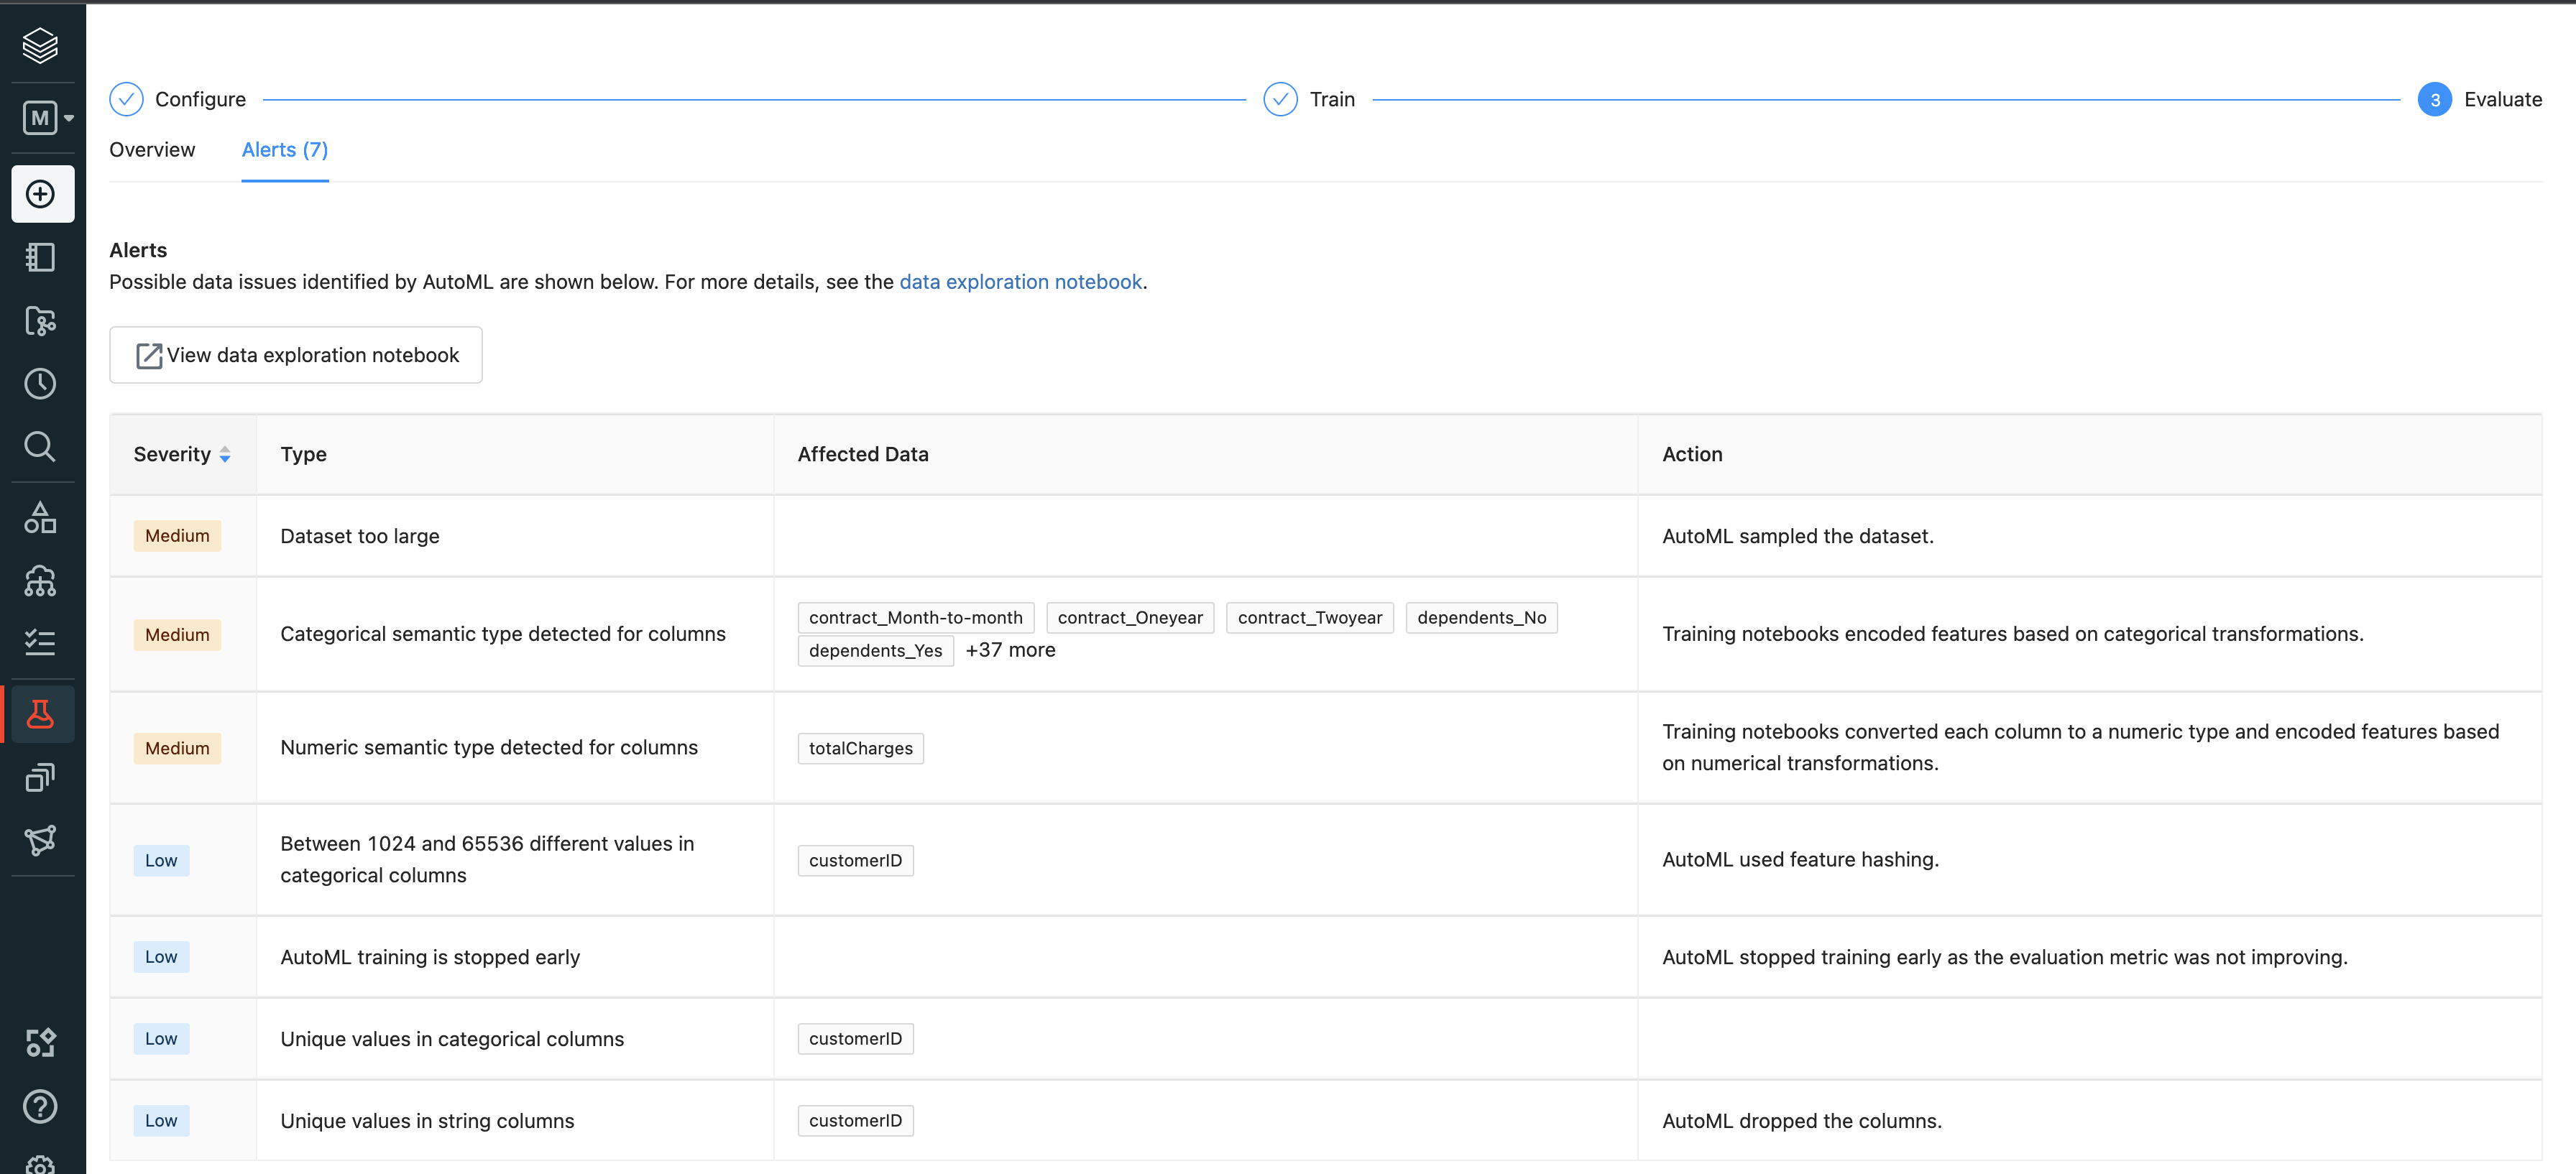 M
Configure
Train
3 Evaluate
Overview
Alerts (7)
Alerts
Possible data issues identified by AutoML are shown below. For more details, see the data exploration notebook.
View data exploration notebook
Severity Type Affected Data Action
Medium Dataset too large AutoML sampled the dataset.
Medium Categorical semantic type detected for columns
contract_Month-to-month contract_Oneyear contract_Twoyear dependents_No
dependents_Yes +37 more
Training notebooks encoded features based on categorical transformations.
Medium Numeric semantic type detected for columns
totalCharges
Training notebooks converted each column to a numeric type and encoded features based
on numerical transformations.
Low
Between 1024 and 65536 different values in
categorical columns
customerID
AutoML used feature hashing.
Low AutoML training is stopped early AutoML stopped training early as the evaluation metric was not improving.
Low Unique values in categorical columns customerID
Low Unique values in string columns customerID AutoML dropped the columns.